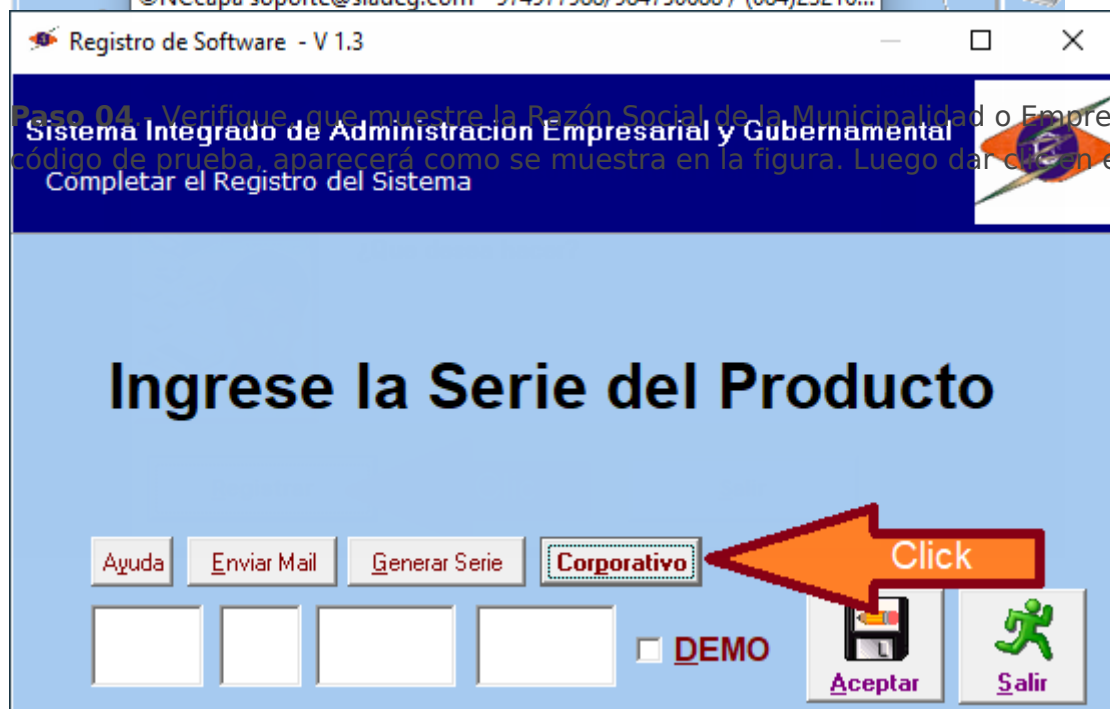 Registro de Software - V 1.3
Paso 04.- Verifique, que muestre la Razón Social de la Municipalidad o Empre
Sistema Integrado de Administracion Empresarial y Gubernamental
código de prueba, aparecerá como se muestra en la figura. Luego dar clic en e
Completar el Registro del Sistema
Ingrese la Serie del Producto
Ayuda Enviar Mail Generar Serie Corporativo Click
DEMO
Aceptar Salir